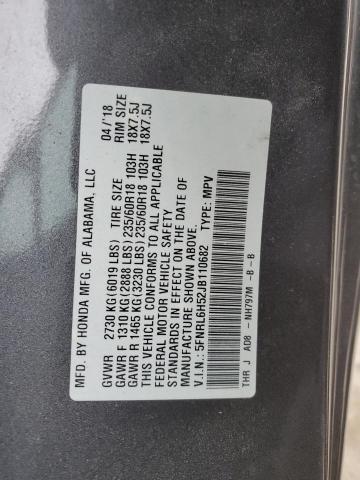 MFD. BY HONDA MFG. OF ALABAMA, LLC 04/'18
GVWR 2730 KG(6019 LBS) TIRE SIZE RIM SIZE
GAWR F 1310 KG(2888 LBS) 235/60R18 103H 18X7.5J
GAWR R 1465 KG(3230 LBS) 235/60R18 103H 18X7.5J
THIS VEHICLE CONFORMS TO ALL APPLICABLE
FEDERAL MOTOR VEHICLE SAFETY
STANDARDS IN EFFECT ON THE DATE OF
MANUFACTURE SHOWN ABOVE.
V.I.N.: 5FNRL6H52JB110682 TYPE: MPV
THR J AD8 - NH797M -B -B